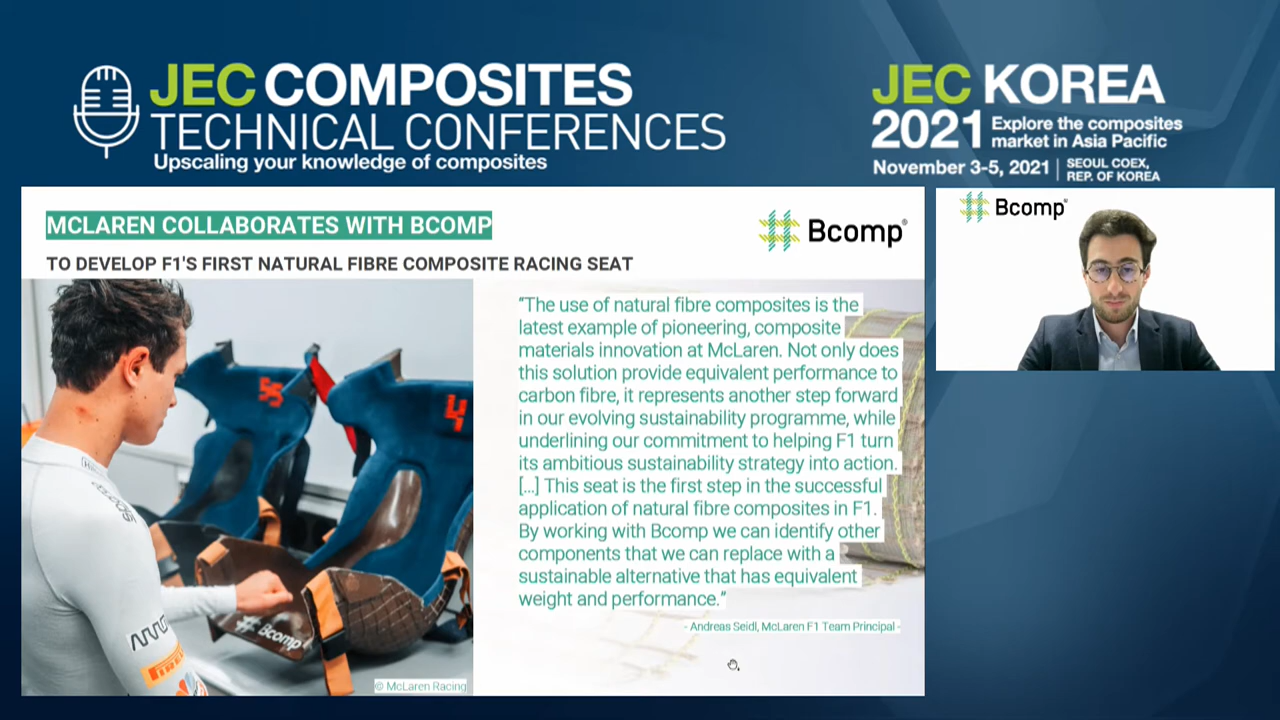 JEC COMPOSITES
TECHNICAL CONFERENCES
Upscaling your knowledge of composites
JEC KOREA
2021 Explore the composites
market in Asia Pacific
November 3-5, 2021 | SEOUL COEX,
REP. OF KOREA
MCLAREN COLLABORATES WITH BCOMP
Bcomp®
TO DEVELOP F1'S FIRST NATURAL FIBRE COMPOSITE RACING SEAT
Bcomp®
55
4
Bcomp
© McLaren Racing
“The use of natural fibre composites is the
latest example of pioneering, composite
materials innovation at McLaren. Not only does
this solution provide equivalent performance to
carbon fibre, it represents another step forward
in our evolving sustainability programme, while
underlining our commitment to helping F1 turn
its ambitious sustainability strategy into action.
[…] This seat is the first step in the successful
application of natural fibre composites in F1.
By working with Bcomp we can identify other
components that we can replace with a
sustainable alternative that has equivalent
weight and performance.”
- Andreas Seidl, McLaren F1 Team Principal -